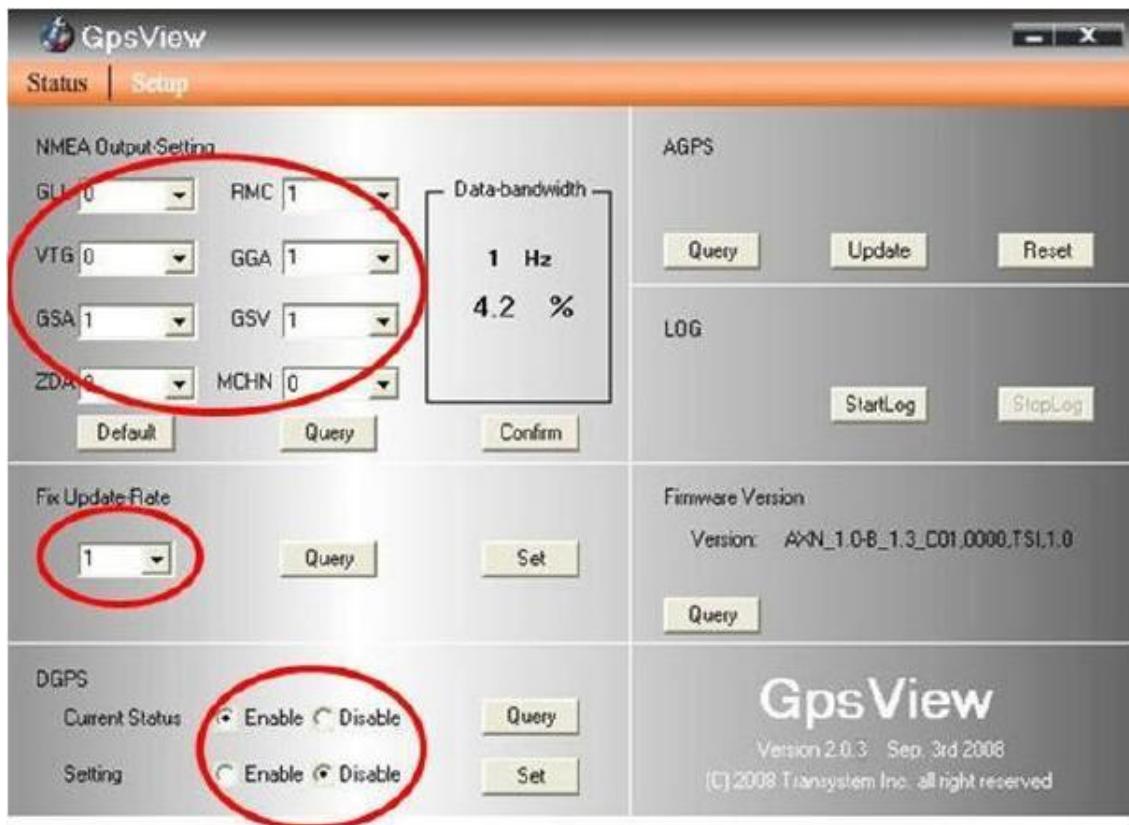 GpsView
Status | Setup
NMEA Output Setting
GLL 0 RMC 1
VTG 0 GGA 1
GSA 1 GSV 1
ZDA 0 MCHN 0
Default Query Confirm
Data-bandwidth
1 Hz
4.2 %
Fix Update Rate
1 Query Set
DGPS
Current Status Enable Disable Query
Setting Enable Disable Set
AGPS
Query Update Reset
LOG
StartLog StopLog
Firmware Version
Version: AXN_1.0-B_1.3_C01,0000,TSI,1.0
Query
GpsView
Version 2.0.3 Sep. 3rd 2008
(C) 2008 Transystem Inc. all right reserved